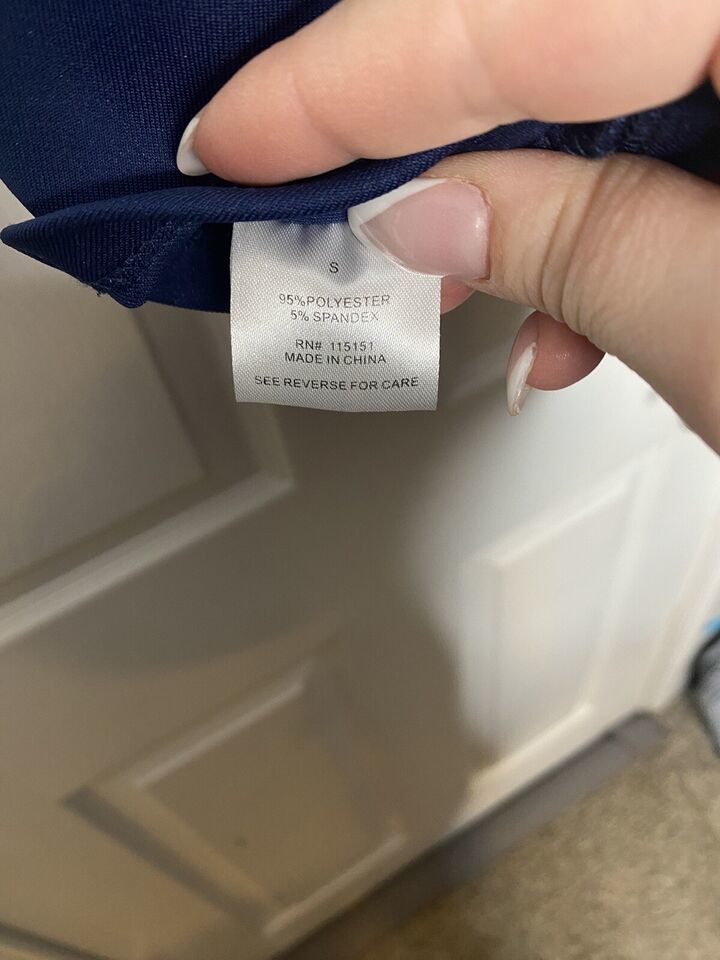 S
95%POLYESTER
5% SPANDEX
RN# 115151
MADE IN CHINA
SEE REVERSE FOR CARE